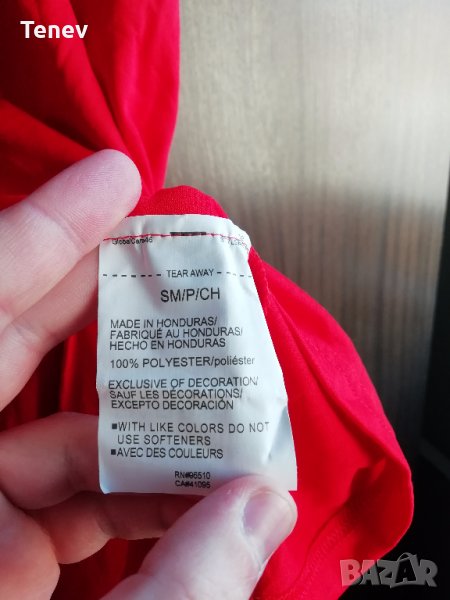 Tenev
GlobalCare46
TEAR AWAY
SM/P/CH
MADE IN HONDURAS/
FABRIQUÉ AU HONDURAS/
HECHO EN HONDURAS
100% POLYESTER/poliéster
EXCLUSIVE OF DECORATION/
SAUF LES DÉCORATIONS/
EXCEPTO DECORACIÓN
■WITH LIKE COLORS DO NOT
USE SOFTENERS
■AVEC DES COULEURS
RN#96510
CA#41095
BAZAR